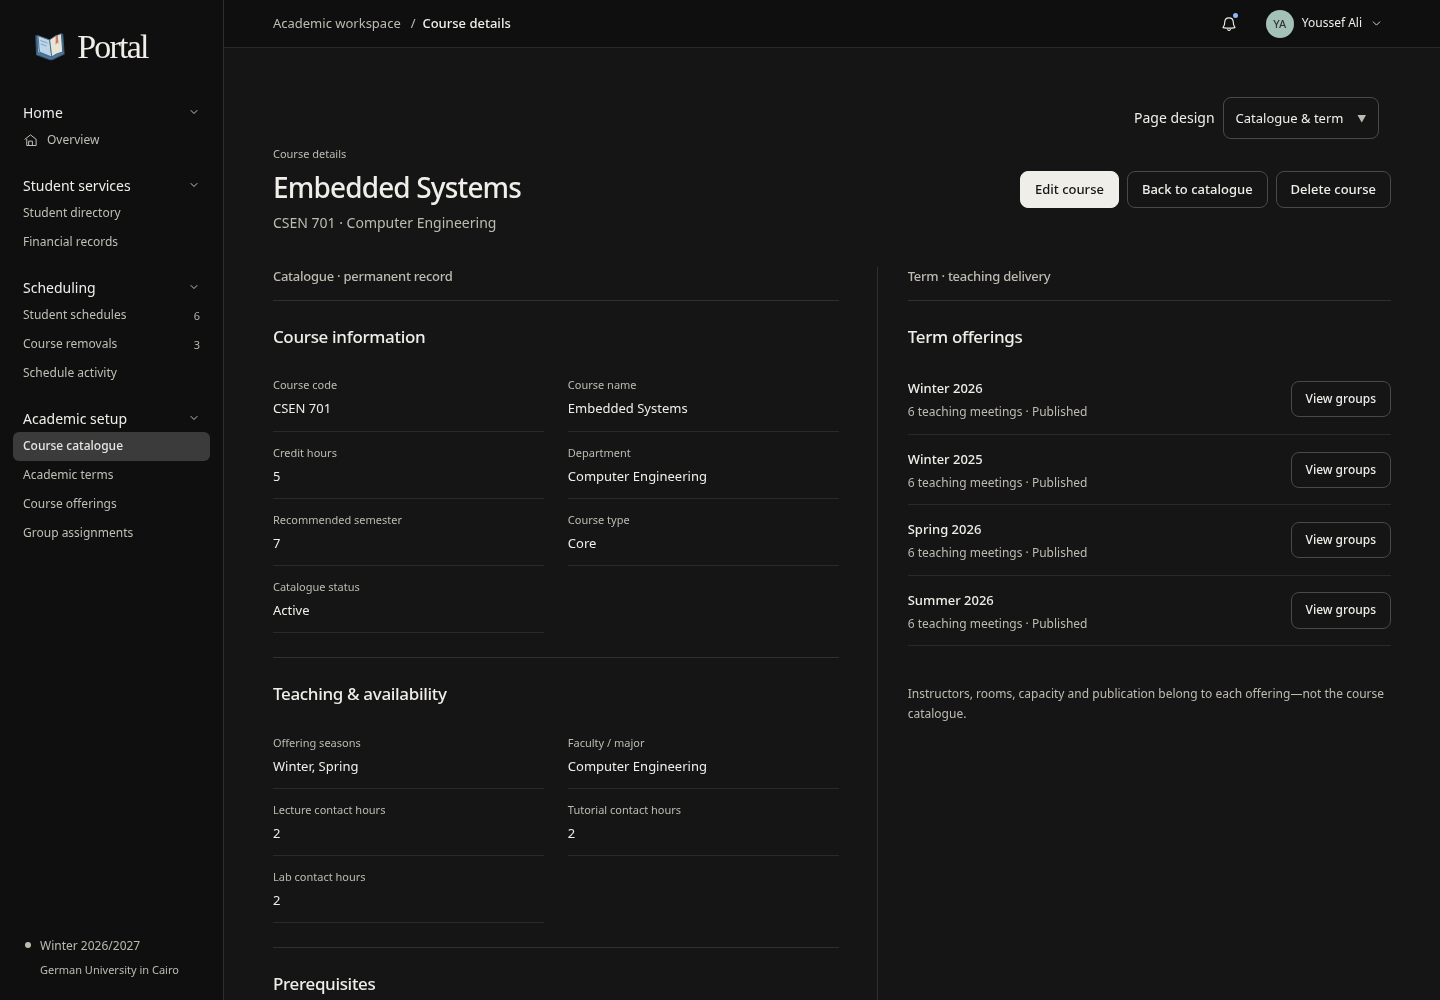 Portal
Home
Overview
Student services
Student directory
Financial records
Scheduling
Student schedules 6
Course removals 3
Schedule activity
Academic setup
Course catalogue
Academic terms
Course offerings
Group assignments
Winter 2026/2027
German University in Cairo
Academic workspace / Course details
YA Youssef Ali
Page design Catalogue & term
Course details
Embedded Systems
CSEN 701 · Computer Engineering
Edit course Back to catalogue Delete course
Catalogue · permanent record
Course information
Course code Course name
CSEN 701 Embedded Systems
Credit hours Department
5 Computer Engineering
Recommended semester Course type
7 Core
Catalogue status
Active
Teaching & availability
Offering seasons Faculty / major
Winter, Spring Computer Engineering
Lecture contact hours Tutorial contact hours
2 2
Lab contact hours
2
Prerequisites
Term · teaching delivery
Term offerings
Winter 2026
6 teaching meetings · Published
View groups
Winter 2025
6 teaching meetings · Published
View groups
Spring 2026
6 teaching meetings · Published
View groups
Summer 2026
6 teaching meetings · Published
View groups
Instructors, rooms, capacity and publication belong to each offering—not the course
catalogue.